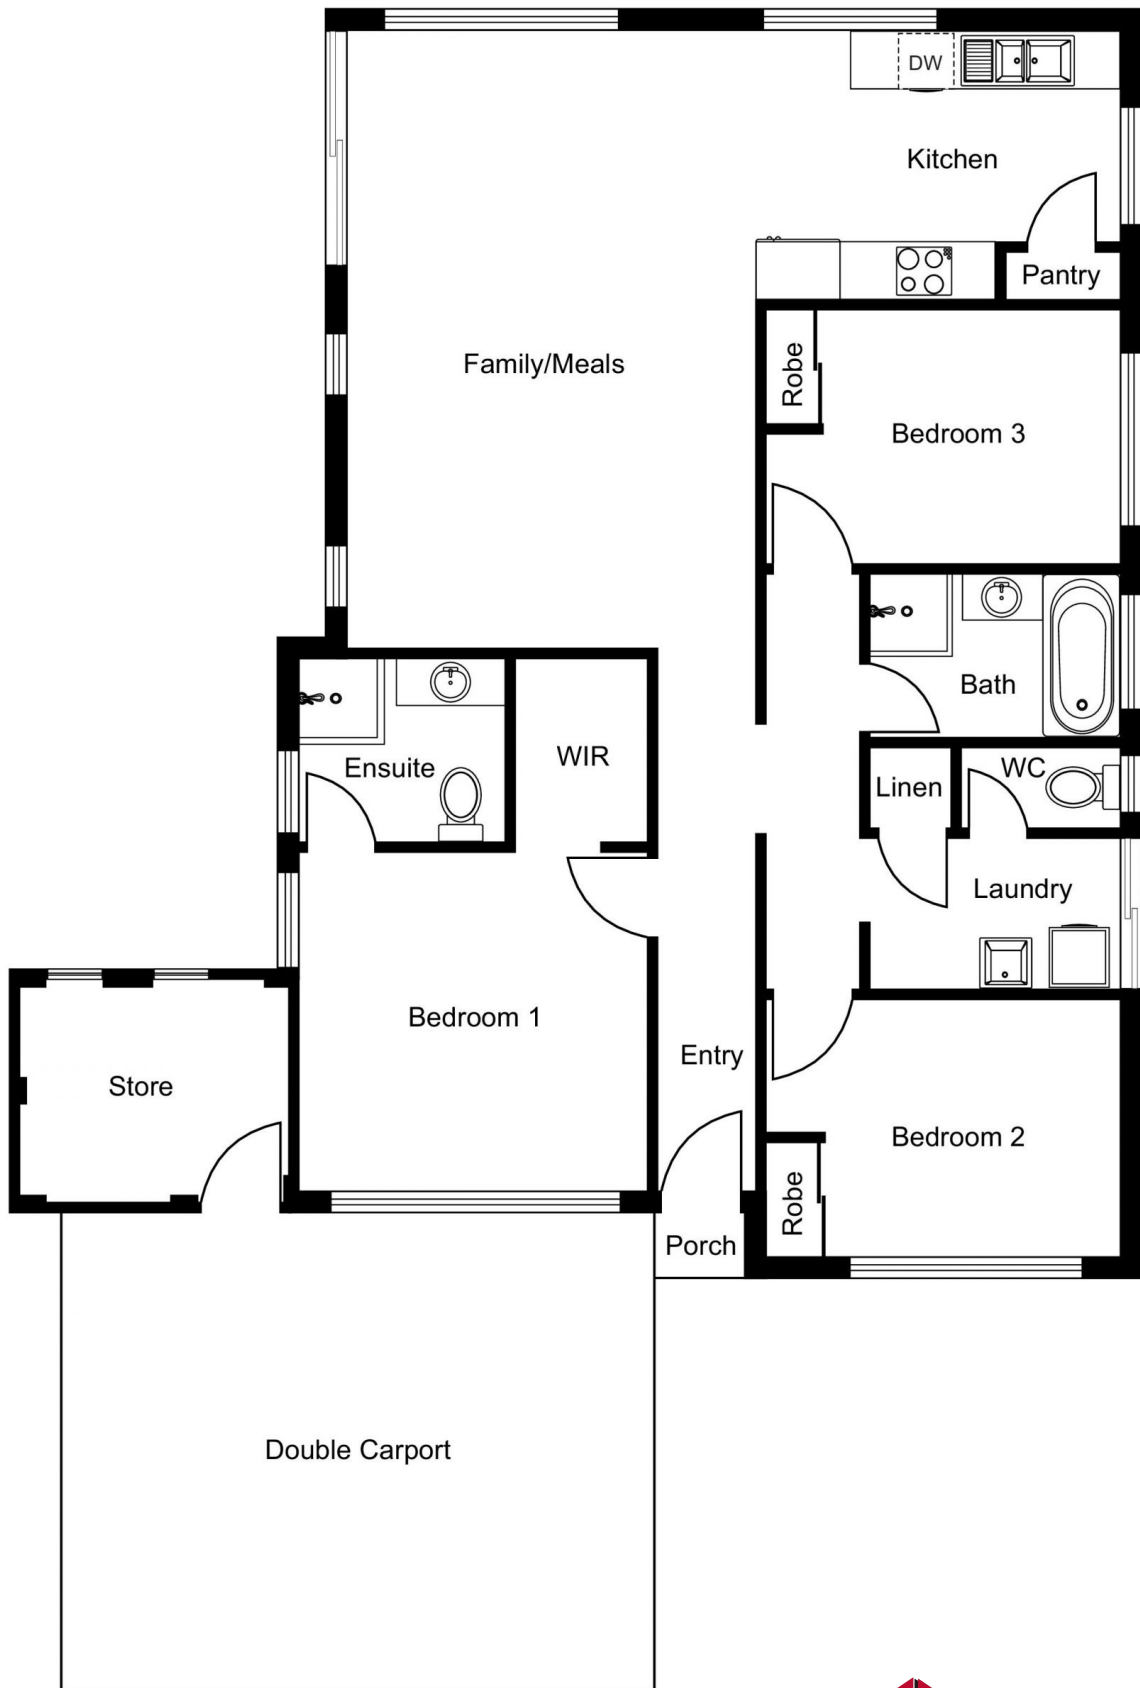 DW
Kitchen
Pantry
Family/Meals
Robe
Bedroom 3
Bath
Ensuite
WIR
WC
Linen
Laundry
Bedroom 1
Entry
Store
Bedroom 2
Robe
Porch
Double Carport